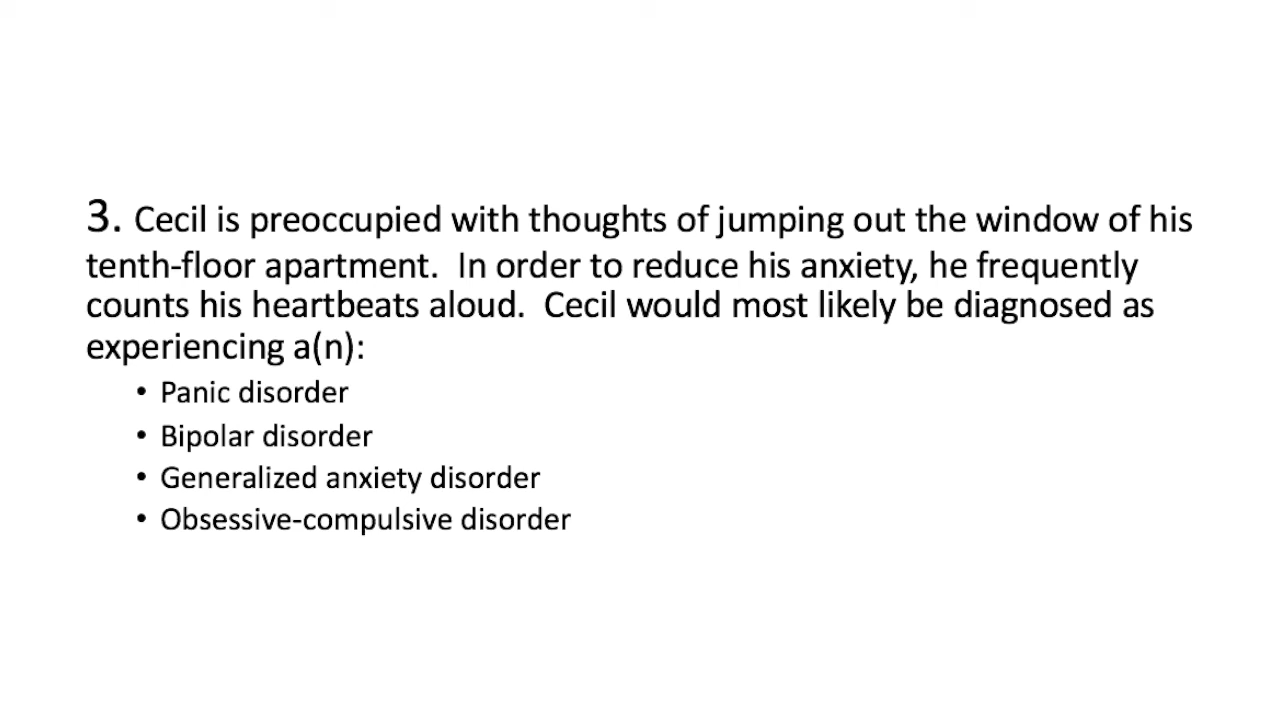 3. Cecil is preoccupied with thoughts of jumping out the window of his
tenth-floor apartment.  In order to reduce his anxiety, he frequently
counts his heartbeats aloud.  Cecil would most likely be diagnosed as
experiencing a(n):
• Panic disorder
• Bipolar disorder
• Generalized anxiety disorder
• Obsessive-compulsive disorder